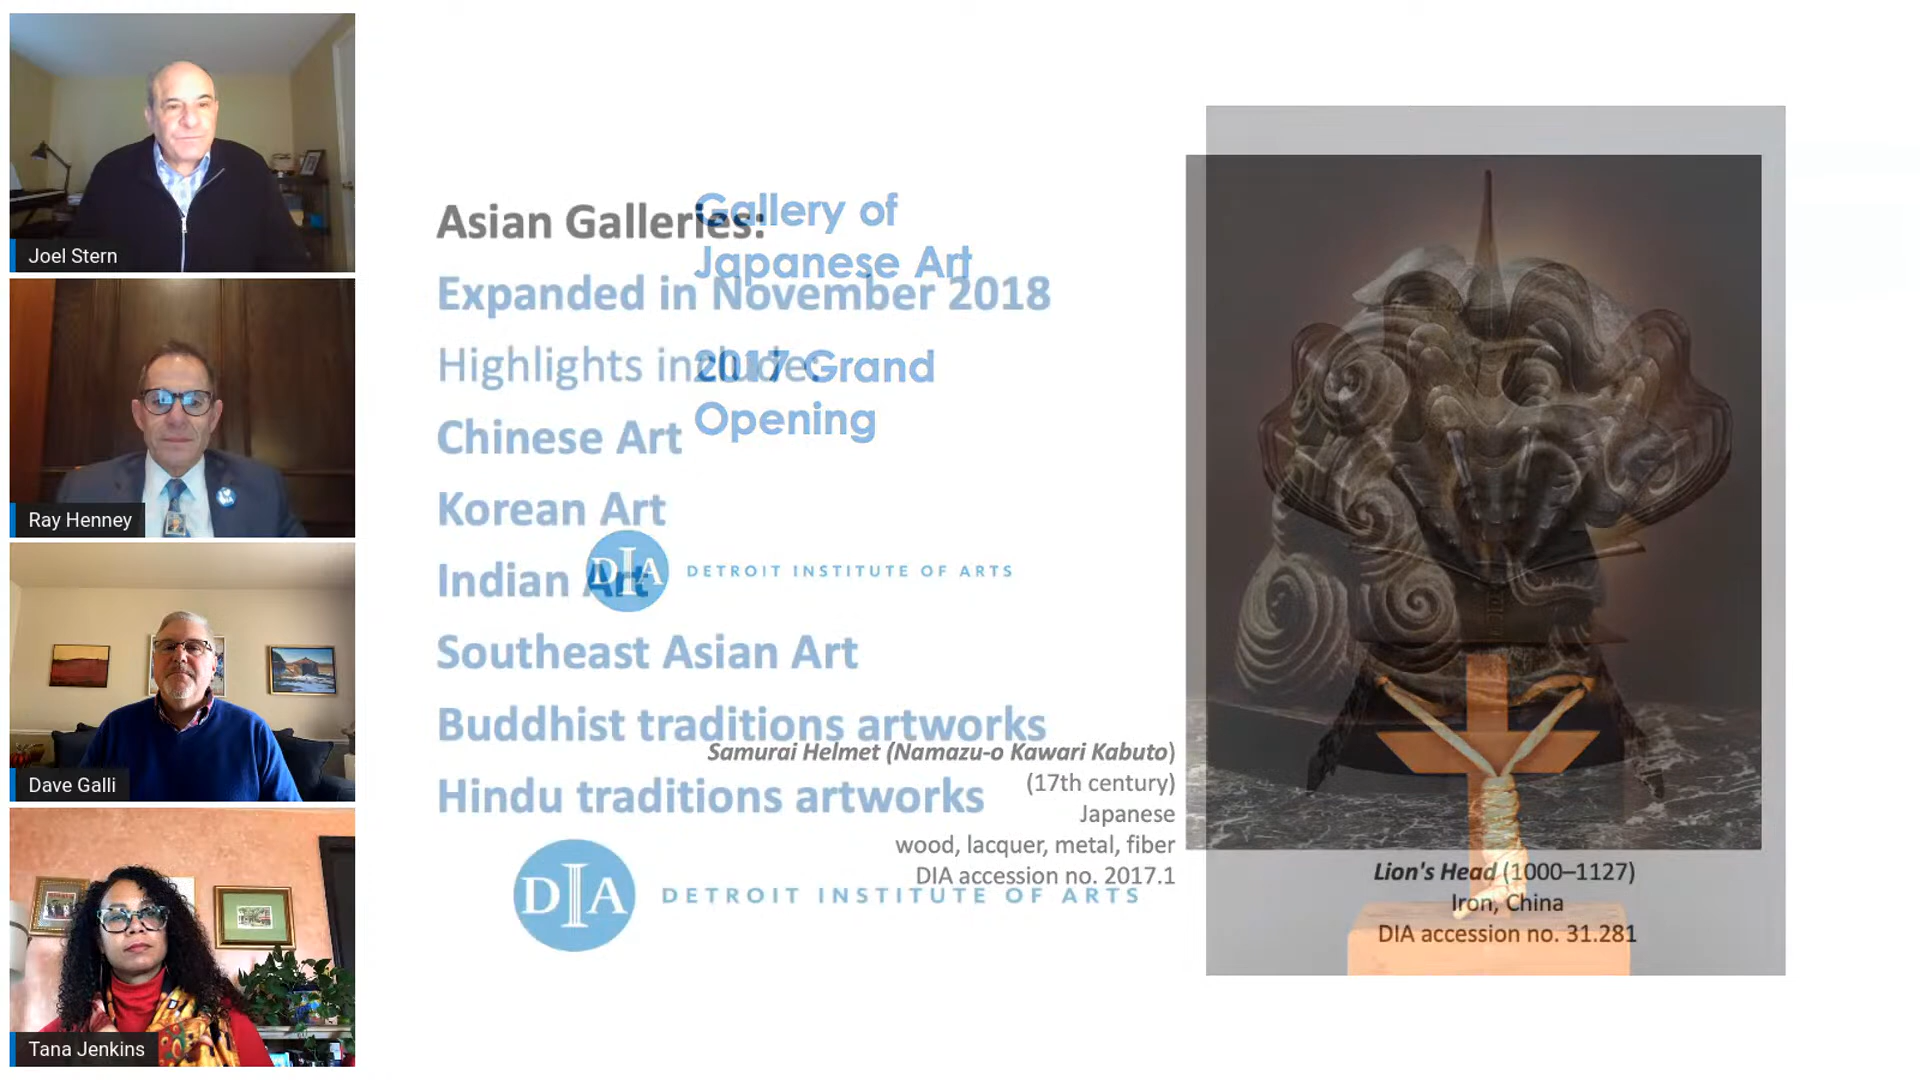 Joel Stern
Ray Henney
Dave Galli
Tana Jenkins
Asian Galleries:
Expanded in November 2018
Highlights include:
Chinese Art
Korean Art
Indian Art
Southeast Asian Art
Buddhist traditions artworks
Hindu traditions artworks
DIA DETROIT INSTITUTE OF ARTS
Gallery of
Japanese Art
2017 Grand
Opening
DIA DETROIT INSTITUTE OF ARTS
Samurai Helmet (Namazu-o Kawari Kabuto)
(17th century)
Japanese
wood, lacquer, metal, fiber
DIA accession no. 2017.1
Lion's Head (1000–1127)
Iron, China
DIA accession no. 31.281